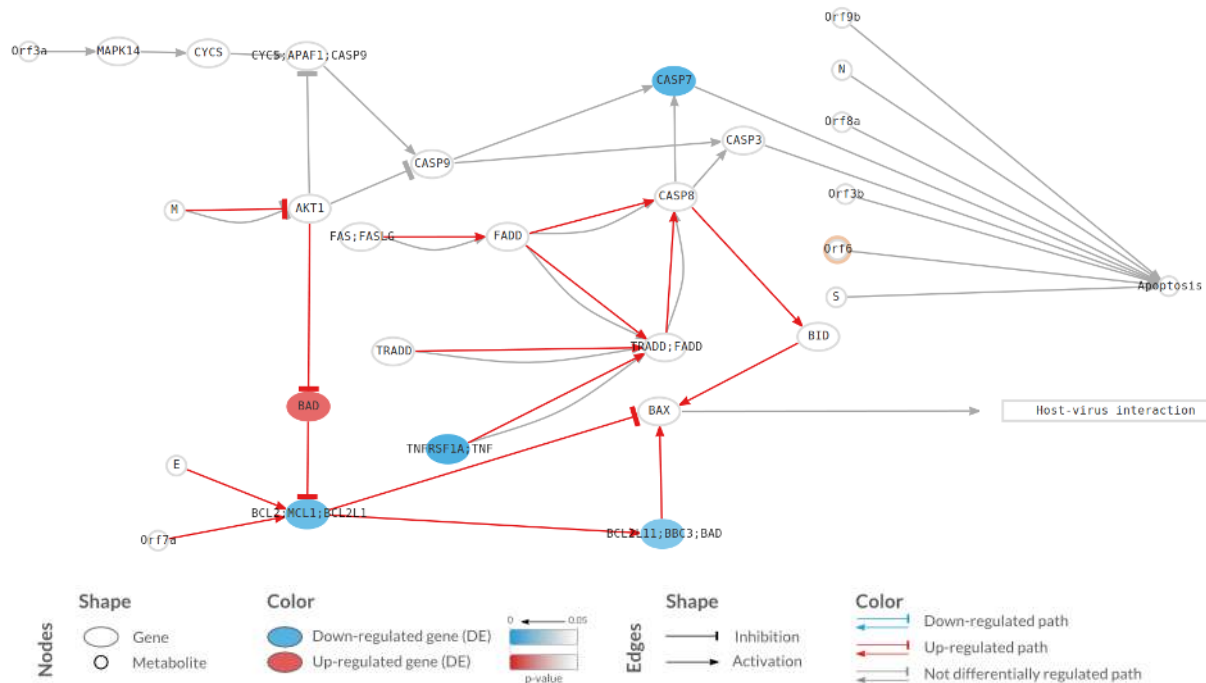 Orf9b
Orf3a
MAPK14
CYCS
CYCS;APAF1;CASP9
N
CASP7
Orf8a
CASP3
CASP9
Orf3b
CASP8
M
AKT1
FAS;FASLG
FADD
Orf6
Apoptosis
S
BID
TRADD
TRADD;FADD
BAD
BAX
Host-virus interaction
TNFRSF1A;TNF
E
BCL2;MCL1;BCL2L1
Orf7a
BCL2L11;BBC3;BAD
Nodes
Shape
Gene
Metabolite
Color
Down-regulated gene (DE)
Up-regulated gene (DE)
0 0.05
p-value
Edges
Shape
Inhibition
Activation
Color
Down-regulated path
Up-regulated path
Not differentially regulated path